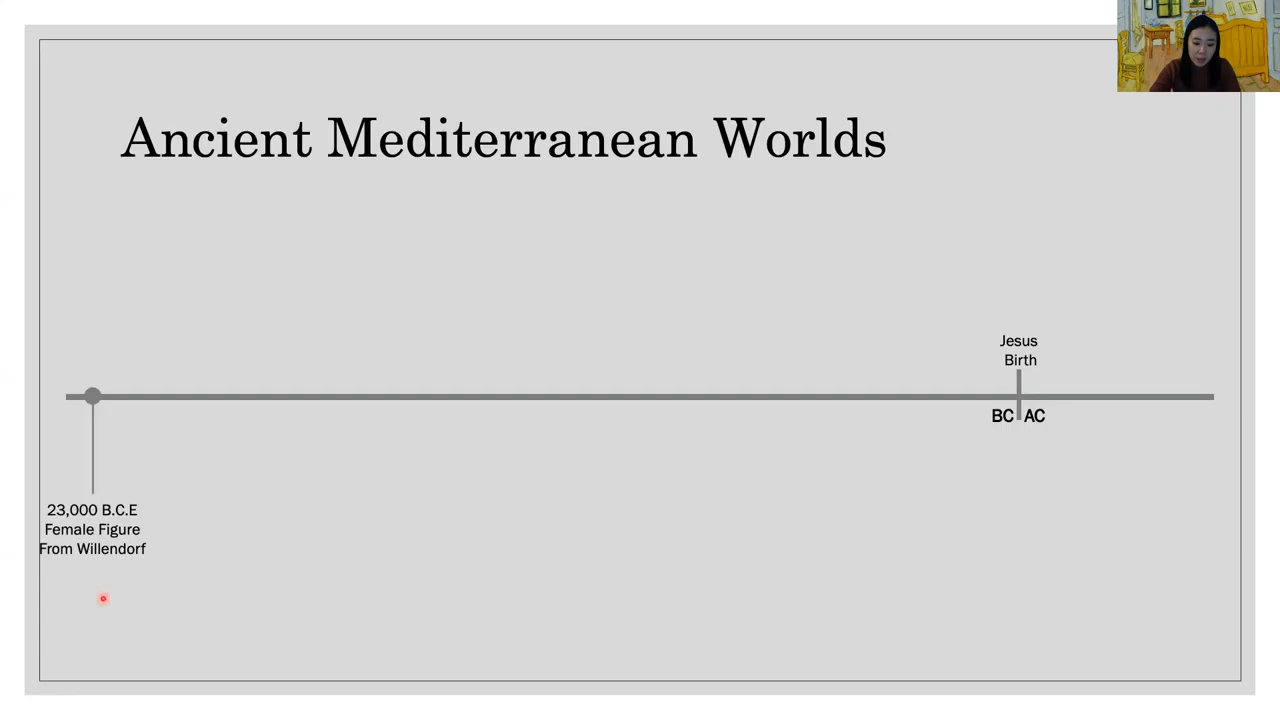 Ancient Mediterranean Worlds
Jesus
Birth
BC AC
23,000 B.C.E
Female Figure
From Willendorf